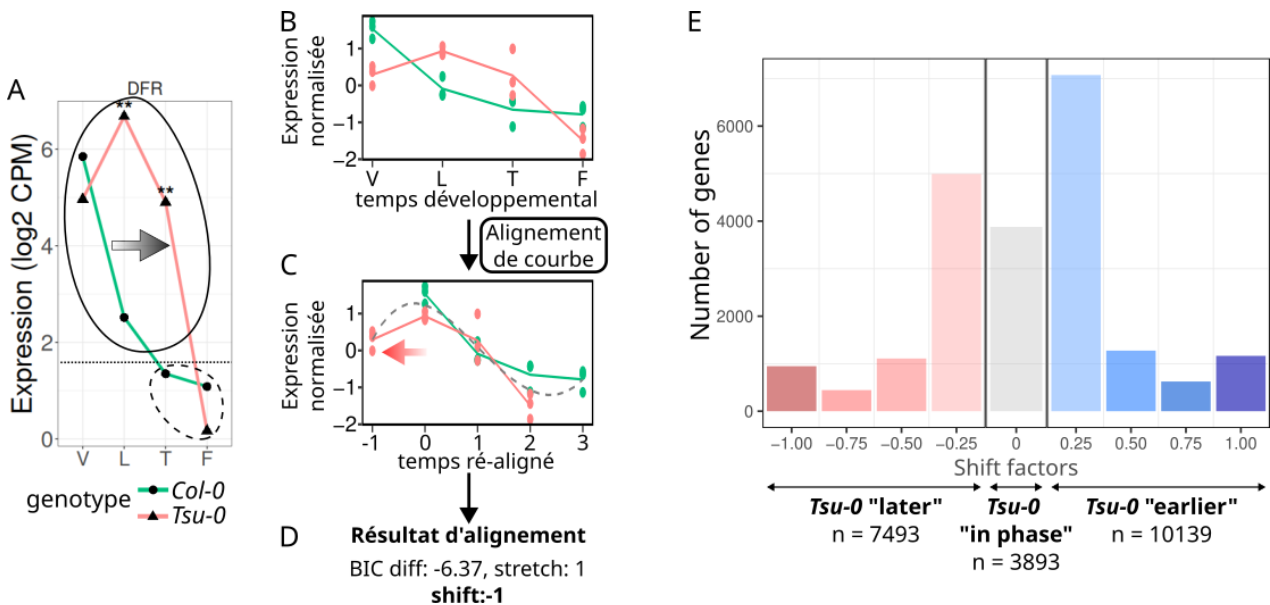 A
DFR
**
**
Expression (log2 CPM)
6
4
2
0
V L T F
genotype
Col-0
Tsu-0
B
Expression
normalisée
1
0
−1
−2
V L T F
temps développemental
Alignement
de courbe
C
Expression
normalisée
1
0
−1
−2
-1 0 1 2 3
temps ré-aligné
D
Résultat d'alignement
BIC diff: -6.37, stretch: 1
shift:-1
E
Number of genes
6000
4000
2000
0
−1.00 −0.75 −0.50 −0.25 0 0.25 0.50 0.75 1.00
Shift factors
Tsu-0 "later"
n = 7493
Tsu-0
"in phase"
n = 3893
Tsu-0 "earlier"
n = 10139